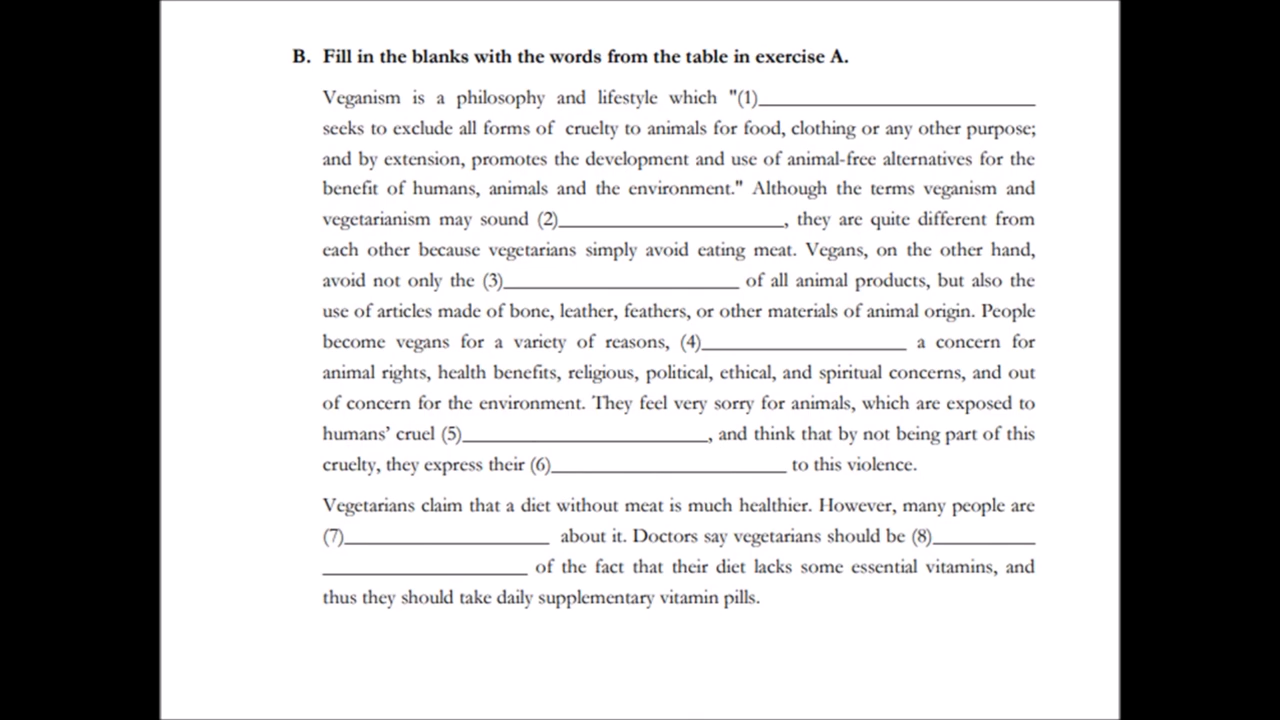 B. Fill in the blanks with the words from the table in exercise A.
Veganism is a philosophy and lifestyle which "(1)______________________________
seeks to exclude all forms of cruelty to animals for food, clothing or any other purpose;
and by extension, promotes the development and use of animal-free alternatives for the
benefit of humans, animals and the environment." Although the terms veganism and
vegetarianism may sound (2)________________________, they are quite different from
each other because vegetarians simply avoid eating meat. Vegans, on the other hand,
avoid not only the (3)_________________________ of all animal products, but also the
use of articles made of bone, leather, feathers, or other materials of animal origin. People
become vegans for a variety of reasons, (4)______________________ a concern for
animal rights, health benefits, religious, political, ethical, and spiritual concerns, and out
of concern for the environment. They feel very sorry for animals, which are exposed to
humans’ cruel (5)__________________________, and think that by not being part of this
cruelty, they express their (6)_________________________ to this violence.
Vegetarians claim that a diet without meat is much healthier. However, many people are
(7)______________________ about it. Doctors say vegetarians should be (8)___________
______________________ of the fact that their diet lacks some essential vitamins, and
thus they should take daily supplementary vitamin pills.